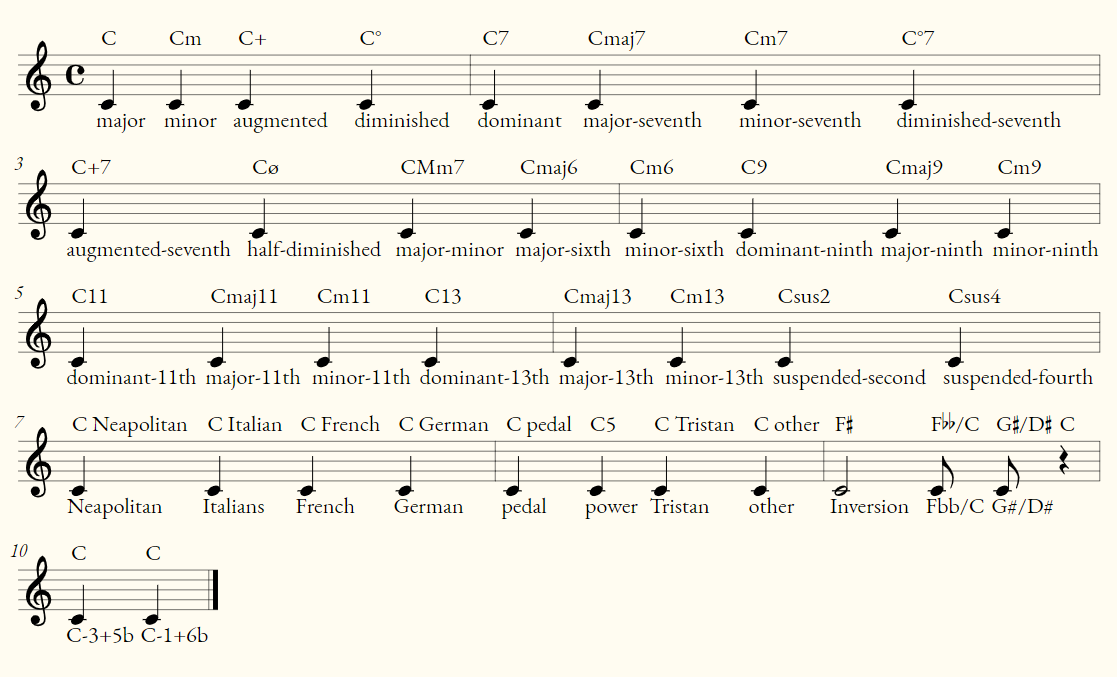 C Cm C+ C° C7 Cmaj7 Cm7 C°7
major minor augmented diminished dominant major-seventh minor-seventh diminished-seventh
3 C+7 Cø CMm7 Cmaj6 Cm6 C9 Cmaj9 Cm9
augmented-seventh half-diminished major-minor major-sixth minor-sixth dominant-ninth major-ninth minor-ninth
5 C11 Cmaj11 Cm11 C13 Cmaj13 Cm13 Csus2 Csus4
dominant-11th major-11th minor-11th dominant-13th major-13th minor-13th suspended-second suspended-fourth
7 C Neapolitan C Italian C French C German C pedal C5 C Tristan C other F♯ F♭♭/C G♯/D♯ C
Neapolitan Italians French German pedal power Tristan other Inversion Fbb/C G#/D#
10 C C
C-3+5b C-1+6b